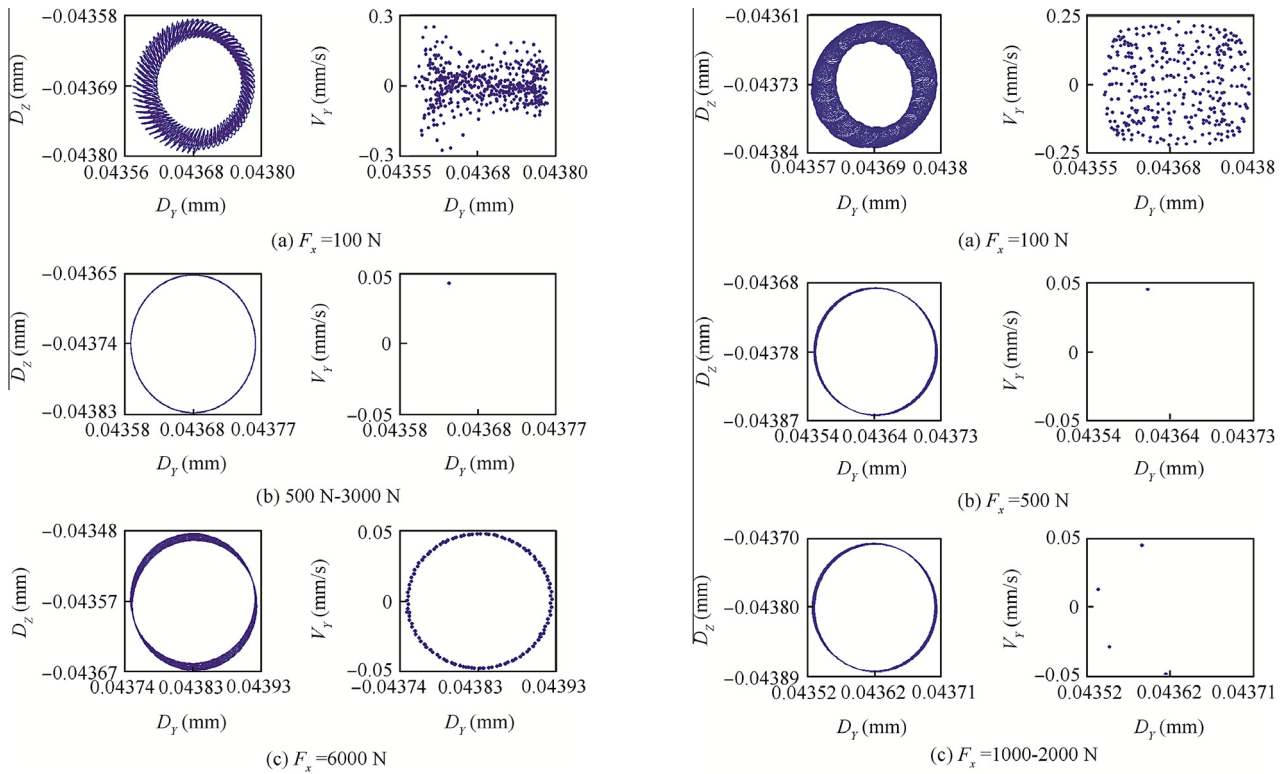 −0.04358
−0.04369
−0.04380
D_Z (mm)
0.04356 0.04368 0.04380
D_Y (mm)
0.3
0
−0.3
V_Y (mm/s)
0.04355 0.04368 0.04380
D_Y (mm)
(a) F_x =100 N
−0.04365
−0.04374
−0.04383
D_Z (mm)
0.04358 0.04368 0.04377
D_Y (mm)
0.05
0
−0.05
V_Y (mm/s)
0.04358 0.04368 0.04377
D_Y (mm)
(b) 500 N-3000 N
−0.04348
−0.04357
−0.04367
D_Z (mm)
0.04374 0.04383 0.04393
D_Y (mm)
0.05
0
−0.05
V_Y (mm/s)
−0.04374 0.04383 0.04393
D_Y (mm)
(c) F_x =6000 N
−0.04361
−0.04373
−0.04384
D_Z (mm)
0.04357 0.04369 0.0438
D_Y (mm)
0.25
0
−0.25
V_Y (mm/s)
0.04355 0.04368 0.0438
D_Y (mm)
(a) F_x =100 N
−0.04368
−0.04378
−0.04387
D_Z (mm)
0.04354 0.04364 0.04373
D_Y (mm)
0.05
0
−0.05
V_Y (mm/s)
0.04354 0.04364 0.04373
D_Y (mm)
(b) F_x =500 N
−0.04370
−0.04380
−0.04389
D_Z (mm)
0.04352 0.04362 0.04371
D_Y (mm)
0.05
0
−0.05
V_Y (mm/s)
0.04352 0.04362 0.04371
D_Y (mm)
(c) F_x =1000-2000 N